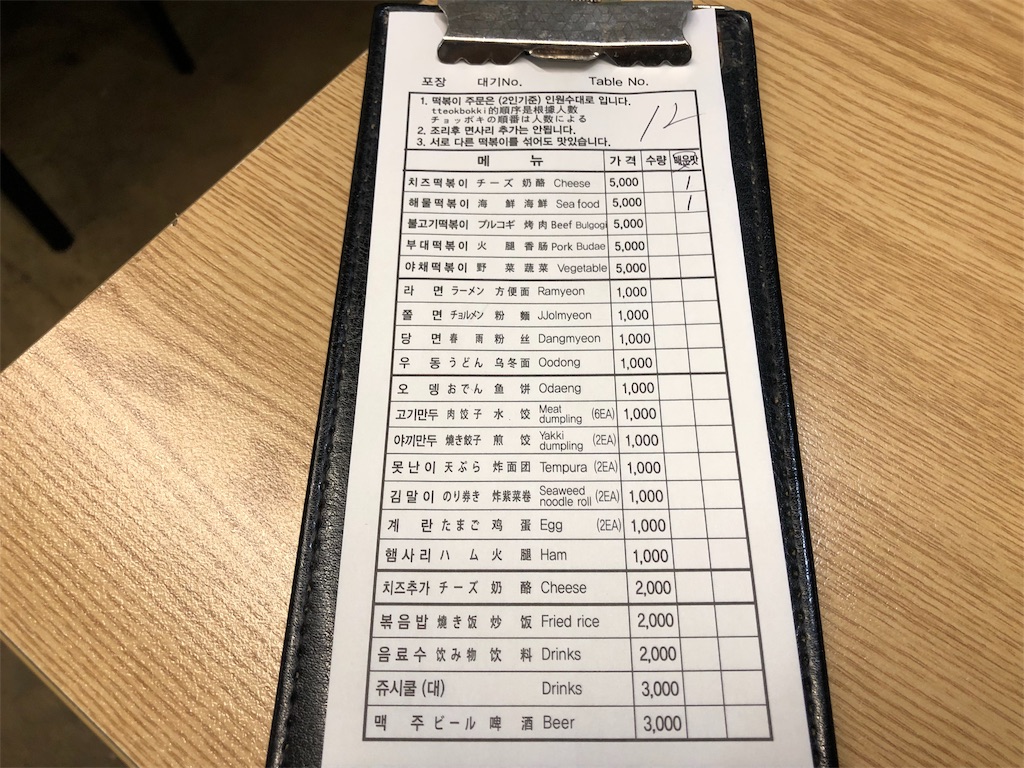 포장 대기No. Table No.
1. 떡볶이 주문은 (2인기준) 인원수대로 입니다.
tteokbokki的順序是根據人數
チョッポキの順番は人数による
2. 조리후 면사리 추가는 안됩니다.
3. 서로 다른 떡볶이를 섞어도 맛있습니다.
12
메 뉴 가 격 수량 매운맛
치즈떡볶이 チーズ 奶 酪 Cheese 5,000 1
해물떡볶이 海 鮮 海鮮 Sea food 5,000 1
불고기떡볶이 プルコギ 烤 肉 Beef Bulgogi 5,000
부대떡볶이 火 腿 香肠 Pork Budae 5,000
야채떡볶이 野 菜 蔬菜 Vegetable 5,000
라 면 ラーメン 方便面 Ramyeon 1,000
쫄 면 チョルメン 粉 麵 JJolmyeon 1,000
당 면 春 雨 粉 丝 Dangmyeon 1,000
우 동 うどん 乌冬面 Oodong 1,000
오 뎅 おでん 鱼 饼 Odaeng 1,000
고기만두 肉餃子 水 饺 Meat dumpling (6EA) 1,000
야끼만두 燒き餃子 煎 饺 Yakki dumpling (2EA) 1,000
못난이 天ぷら 炸面团 Tempura (2EA) 1,000
김말이 のり券き 炸紫菜卷 Seaweed noodle roll (2EA) 1,000
계 란 たまご 鸡 蛋 Egg (2EA) 1,000
햄사리 ハ ム 火 腿 Ham 1,000
치즈추가 チーズ 奶 酪 Cheese 2,000
볶음밥 燒き饭 炒 饭 Fried rice 2,000
음료수 饮み物 饮 料 Drinks 2,000
쥬시쿨 (대) Drinks 3,000
맥 주 ビール 啤 酒 Beer 3,000